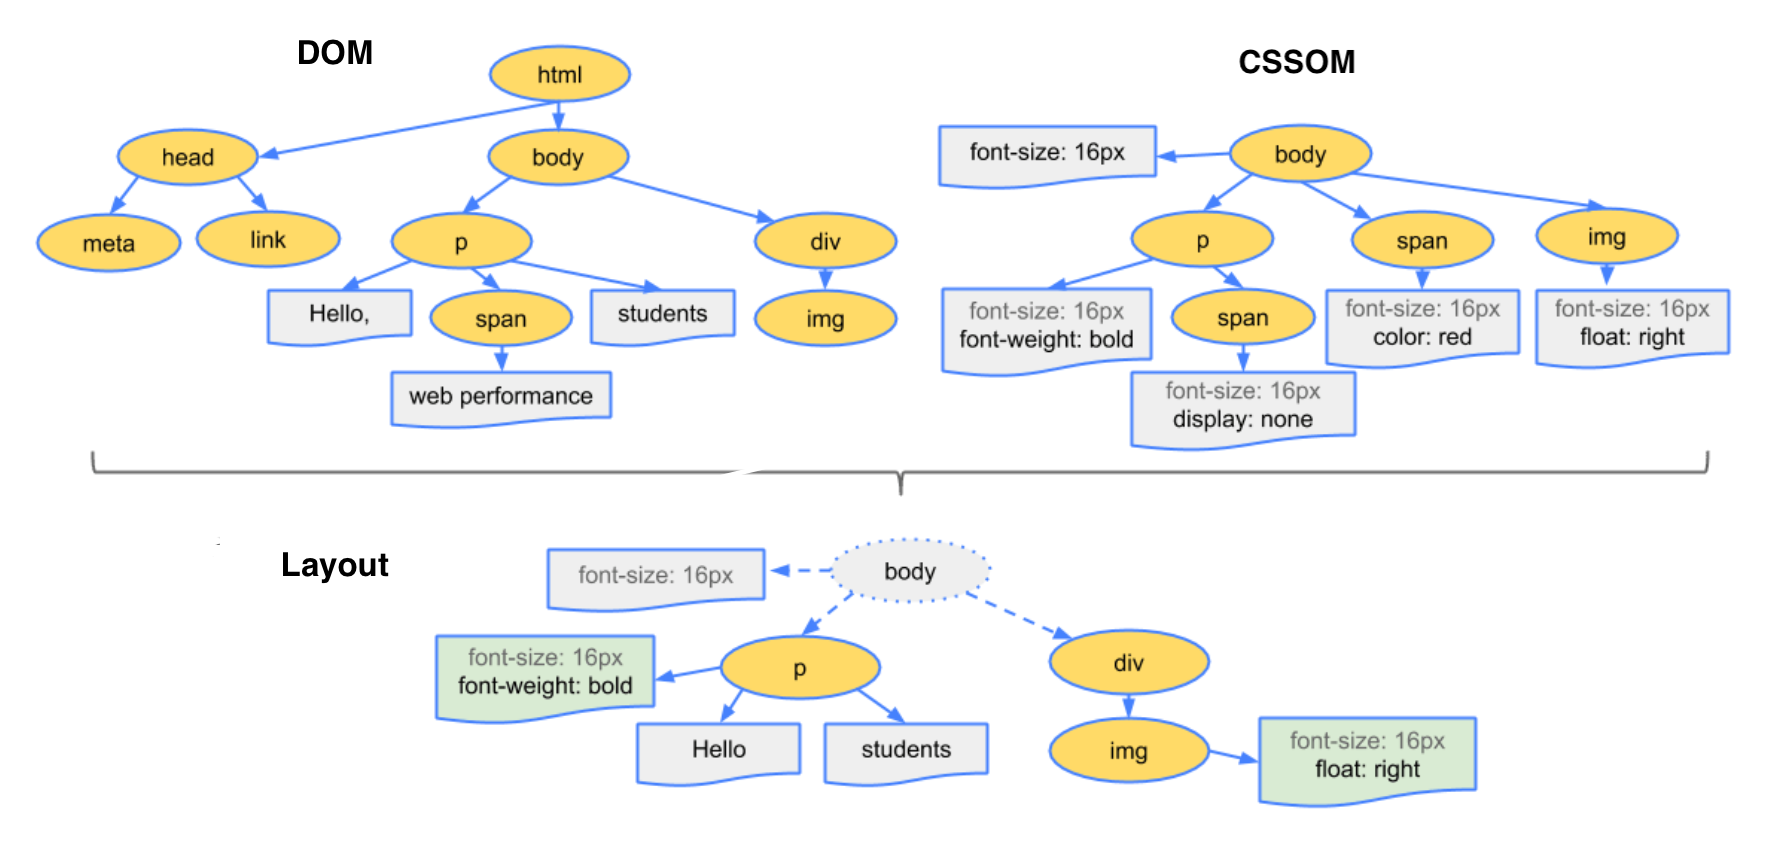 DOM
html
head
body
meta
link
p
div
Hello,
span
students
img
web performance
CSSOM
font-size: 16px
body
p
span
img
font-size: 16px
font-weight: bold
span
font-size: 16px
color: red
font-size: 16px
float: right
font-size: 16px
display: none
Layout
font-size: 16px
body
font-size: 16px
font-weight: bold
p
div
Hello
students
img
font-size: 16px
float: right